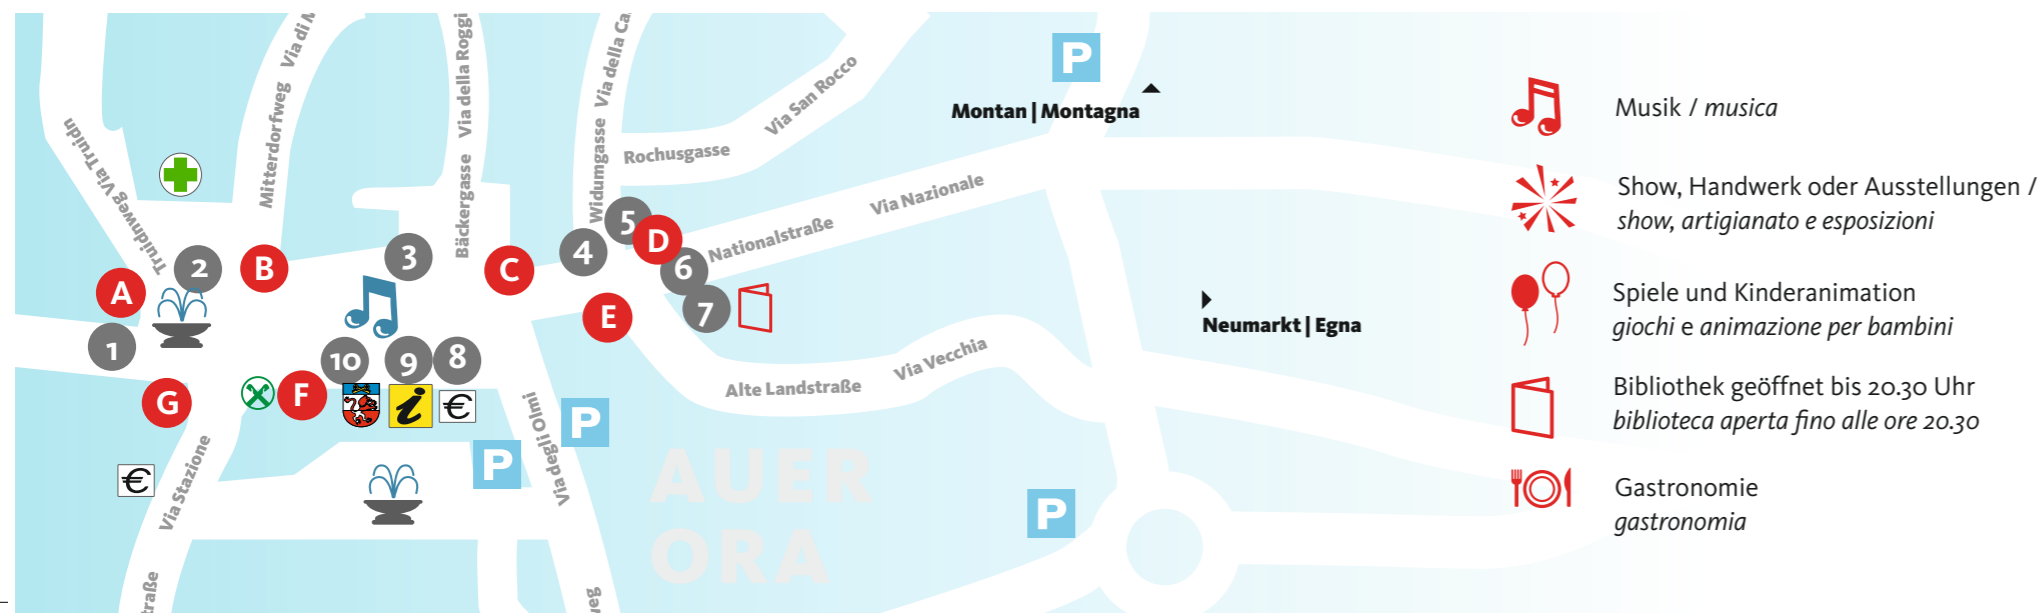 Truidnweg Via Truidn
Mitterdorfweg Via di M
Bäckergasse Via della Roggi
Widumgasse Via della Ca
Rochusgasse
Via San Rocco
Nationalstraße Via Nazionale
P
Montan | Montagna
Neumarkt | Egna
A
B
C
D
E
F
G
1
2
3
4
5
6
7
8
9
10
i
€
€
Alte Landstraße Via Vecchia
Via Stazione
traße
Via degli Olmi
weg
P
P
P
AUER
ORA
Musik / musica
Show, Handwerk oder Ausstellungen /
show, artigianato e esposizioni
Spiele und Kinderanimation
giochi e animazione per bambini
Bibliothek geöffnet bis 20.30 Uhr
biblioteca aperta fino alle ore 20.30
Gastronomie
gastronomia